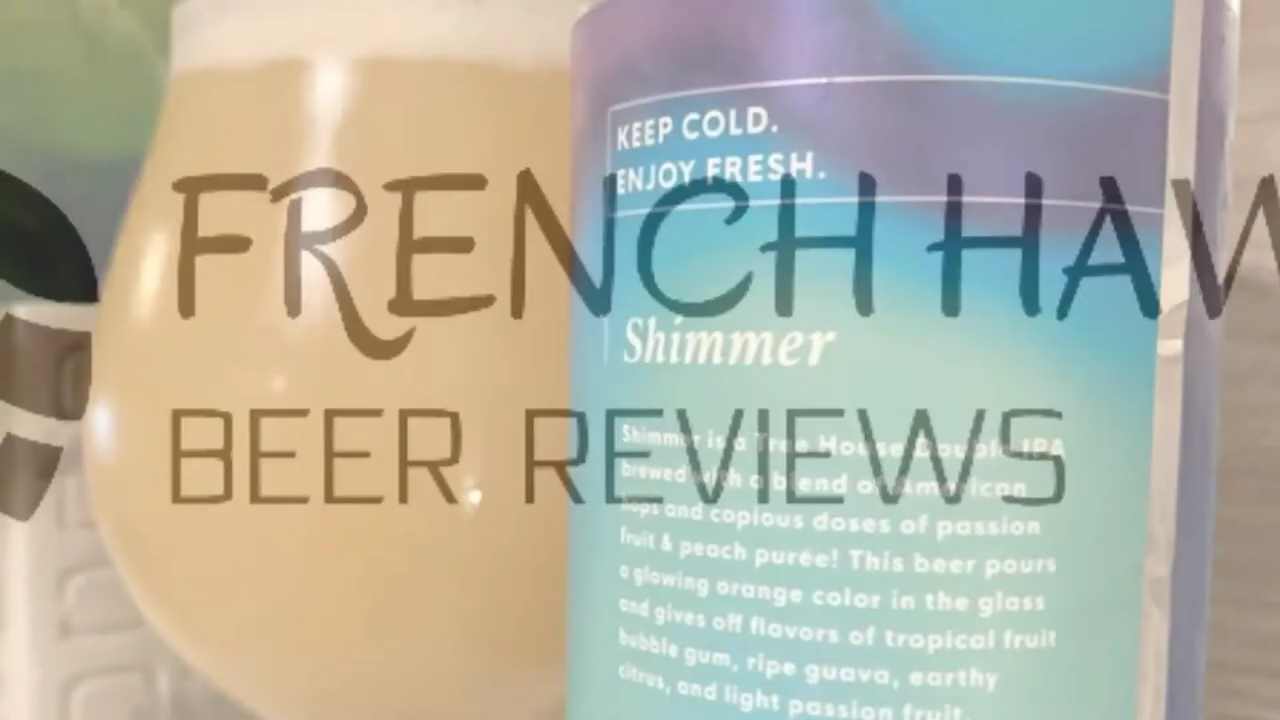 KEEP COLD.
ENJOY FRESH.
FRENCH HAW
Shimmer
BEER REVIEWS
Shimmer is a Tree House Double IPA
brewed with a blend of American
hops and copious doses of passion
fruit & peach purée! This beer pours
a glowing orange color in the glass
and gives off flavors of tropical fruit
bubble gum, ripe guava, earthy
citrus, and light passion fruit.